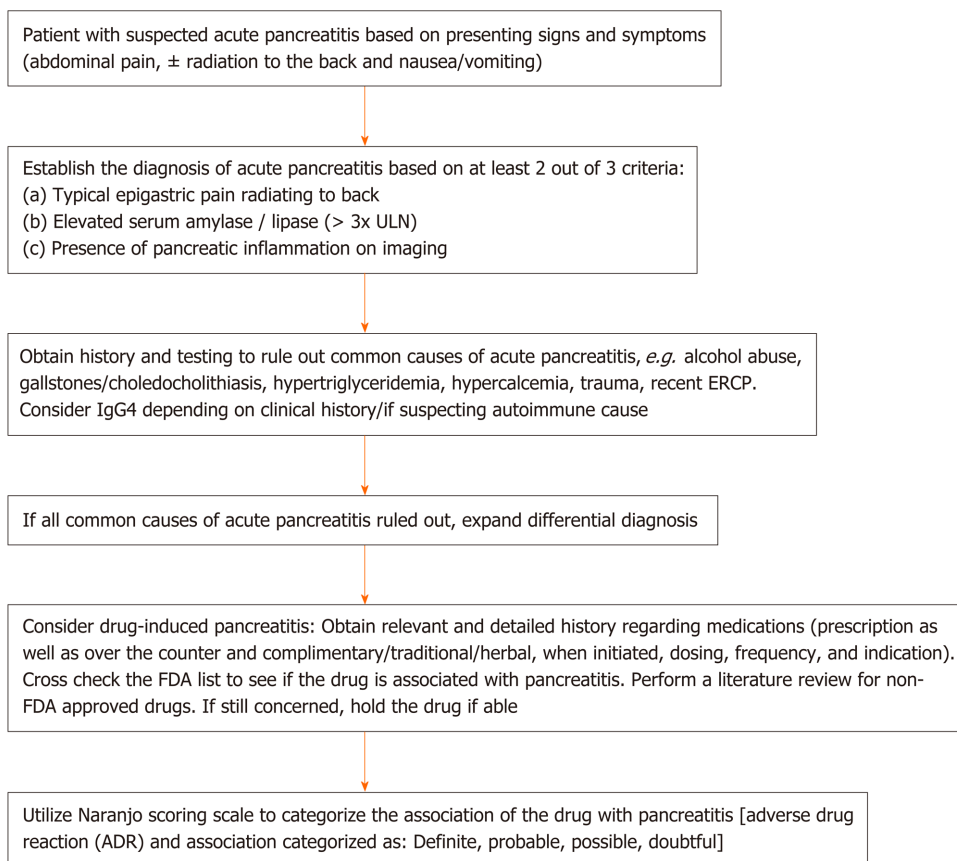 Patient with suspected acute pancreatitis based on presenting signs and symptoms
(abdominal pain, ± radiation to the back and nausea/vomiting)
Establish the diagnosis of acute pancreatitis based on at least 2 out of 3 criteria:
(a) Typical epigastric pain radiating to back
(b) Elevated serum amylase / lipase (> 3x ULN)
(c) Presence of pancreatic inflammation on imaging
Obtain history and testing to rule out common causes of acute pancreatitis, e.g. alcohol abuse,
gallstones/choledocholithiasis, hypertriglyceridemia, hypercalcemia, trauma, recent ERCP.
Consider IgG4 depending on clinical history/if suspecting autoimmune cause
If all common causes of acute pancreatitis ruled out, expand differential diagnosis
Consider drug-induced pancreatitis: Obtain relevant and detailed history regarding medications (prescription as
well as over the counter and complimentary/traditional/herbal, when initiated, dosing, frequency, and indication).
Cross check the FDA list to see if the drug is associated with pancreatitis. Perform a literature review for non-
FDA approved drugs. If still concerned, hold the drug if able
Utilize Naranjo scoring scale to categorize the association of the drug with pancreatitis [adverse drug
reaction (ADR) and association categorized as: Definite, probable, possible, doubtful]